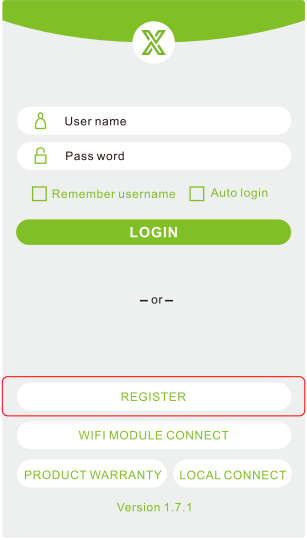 User name
Pass word
Remember username Auto login
LOGIN
– or –
REGISTER
WIFI MODULE CONNECT
PRODUCT WARRANTY LOCAL CONNECT
Version 1.7.1